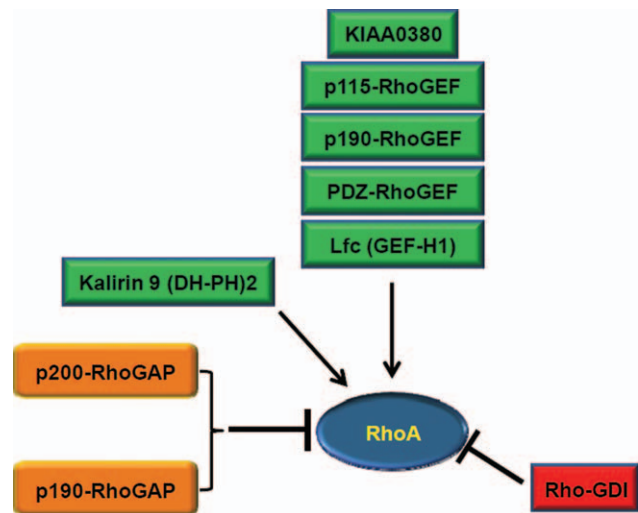 KIAA0380
p115-RhoGEF
p190-RhoGEF
PDZ-RhoGEF
Lfc (GEF-H1)
Kalirin 9 (DH-PH)2
p200-RhoGAP
RhoA
p190-RhoGAP
Rho-GDI